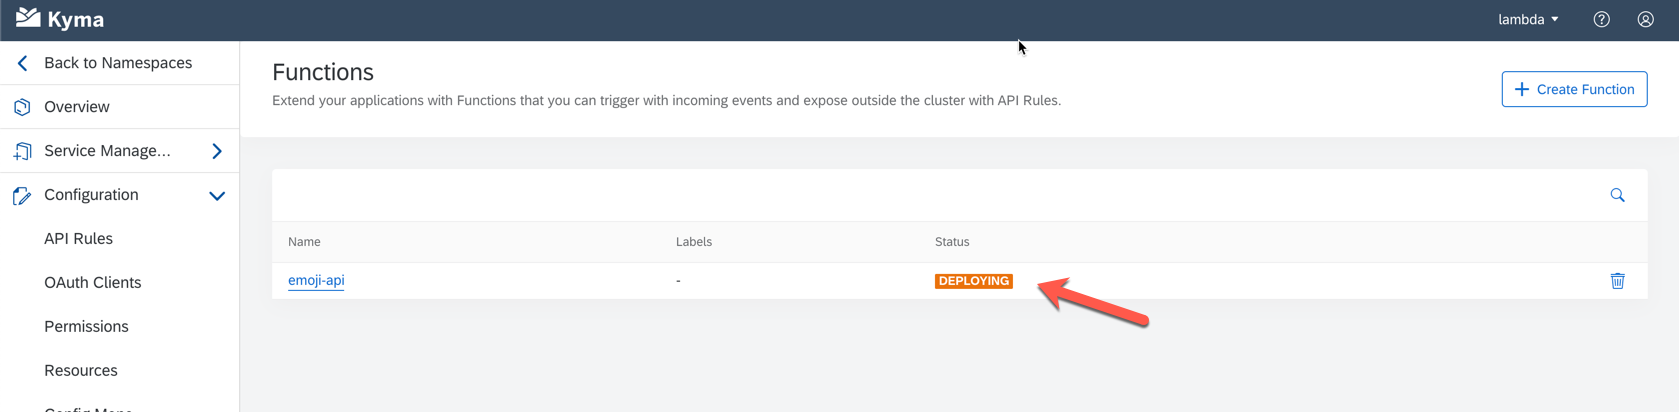 Kyma
lambda
Back to Namespaces
Overview
Service Manage...
Configuration
API Rules
OAuth Clients
Permissions
Resources
Functions
Extend your applications with Functions that you can trigger with incoming events and expose outside the cluster with API Rules.
Create Function
Name Labels Status
emoji-api - DEPLOYING